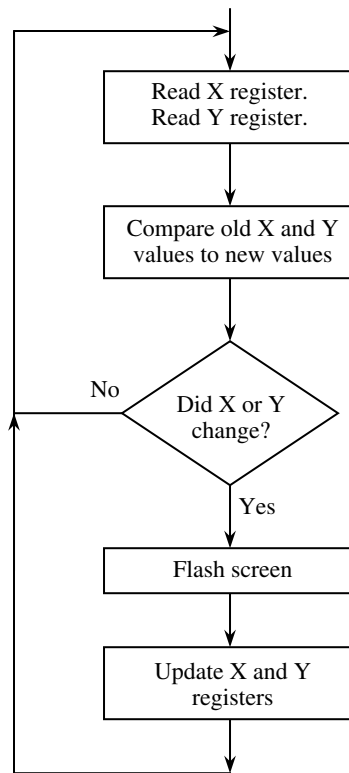 Read X register.
Read Y register.
Compare old X and Y
values to new values
Did X or Y
change?
No
Yes
Flash screen
Update X and Y
registers